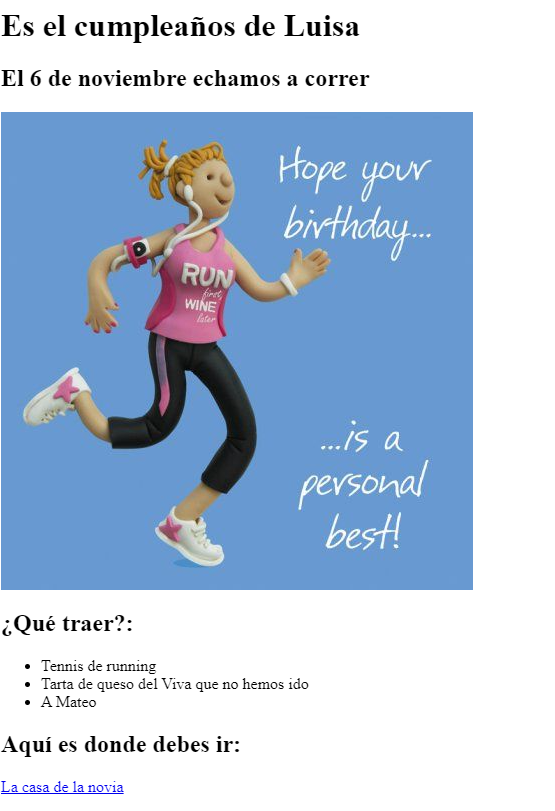 Es el cumpleaños de Luisa
El 6 de noviembre echamos a correr
Hope your
birthday...
RUN
first,
WINE
later
...is a
personal
best!
¿Qué traer?:
Tennis de running
Tarta de queso del Viva que no hemos ido
A Mateo
Aquí es donde debes ir:
La casa de la novia